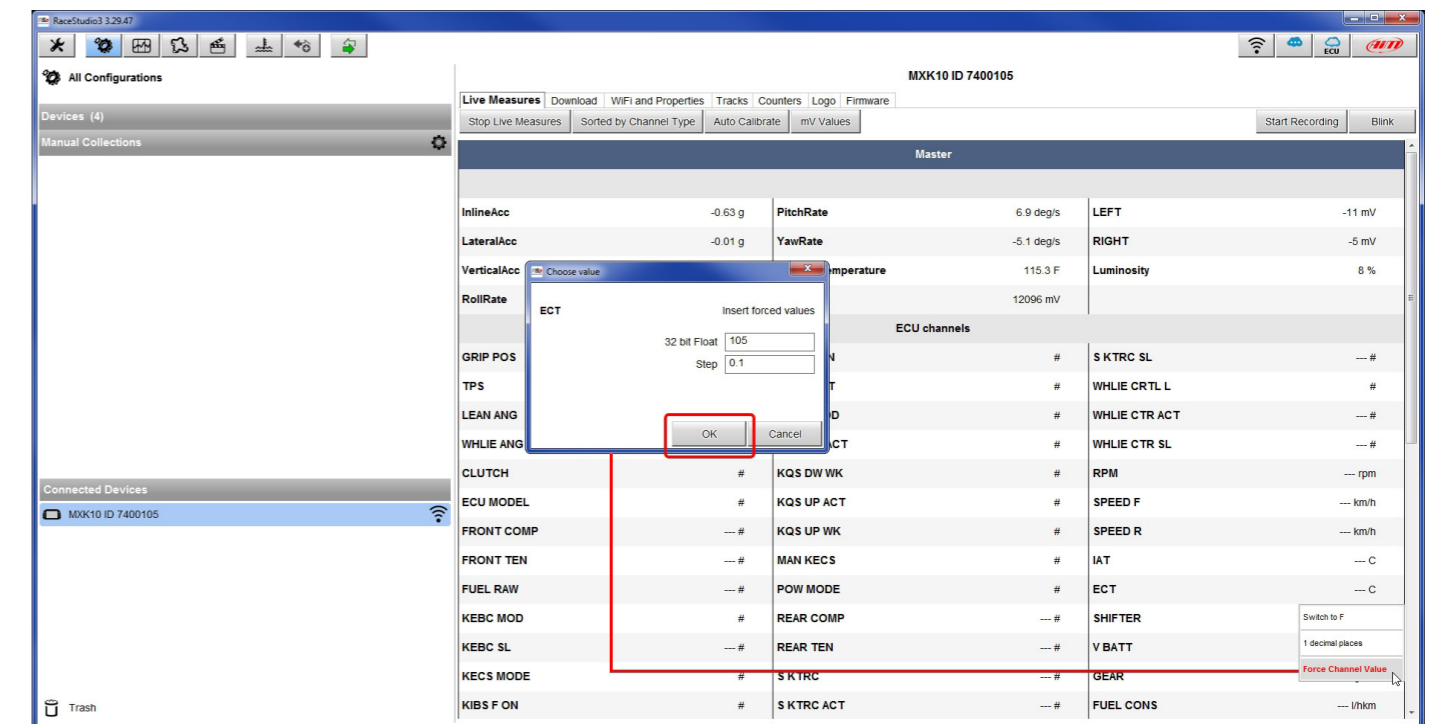 RaceStudio3 3.29.47
ECU
AiM
All Configurations
MXK10 ID 7400105
Live Measures Download WiFi and Properties Tracks Counters Logo Firmware
Devices (4)
Stop Live Measures Sorted by Channel Type Auto Calibrate mV Values Start Recording Blink
Manual Collections
Master
InlineAcc -0.63 g PitchRate 6.9 deg/s LEFT -11 mV
LateralAcc -0.01 g YawRate -5.1 deg/s RIGHT -5 mV
VerticalAcc emperature 115.3 F Luminosity 8 %
Choose value
RollRate 12096 mV
ECT Insert forced values
ECU channels
32 bit Float 105
Step 0.1
GRIP POS # S KTRC SL --- #
TPS # WHLIE CRTL L #
LEAN ANG # WHLIE CTR ACT --- #
OK Cancel
WHLIE ANG ACT # WHLIE CTR SL --- #
CLUTCH # KQS DW WK # RPM --- rpm
Connected Devices
ECU MODEL # KQS UP ACT # SPEED F --- km/h
MXK10 ID 7400105
FRONT COMP --- # KQS UP WK # SPEED R --- km/h
FRONT TEN --- # MAN KECS # IAT --- C
FUEL RAW --- # POW MODE # ECT --- C
KEBC MOD # REAR COMP --- # SHIFTER
Switch to F
KEBC SL --- # REAR TEN --- # V BATT
1 decimal places
Force Channel Value
KECS MODE # S KTRC --- # GEAR
KIBS F ON # S KTRC ACT --- # FUEL CONS --- l/hkm
Trash